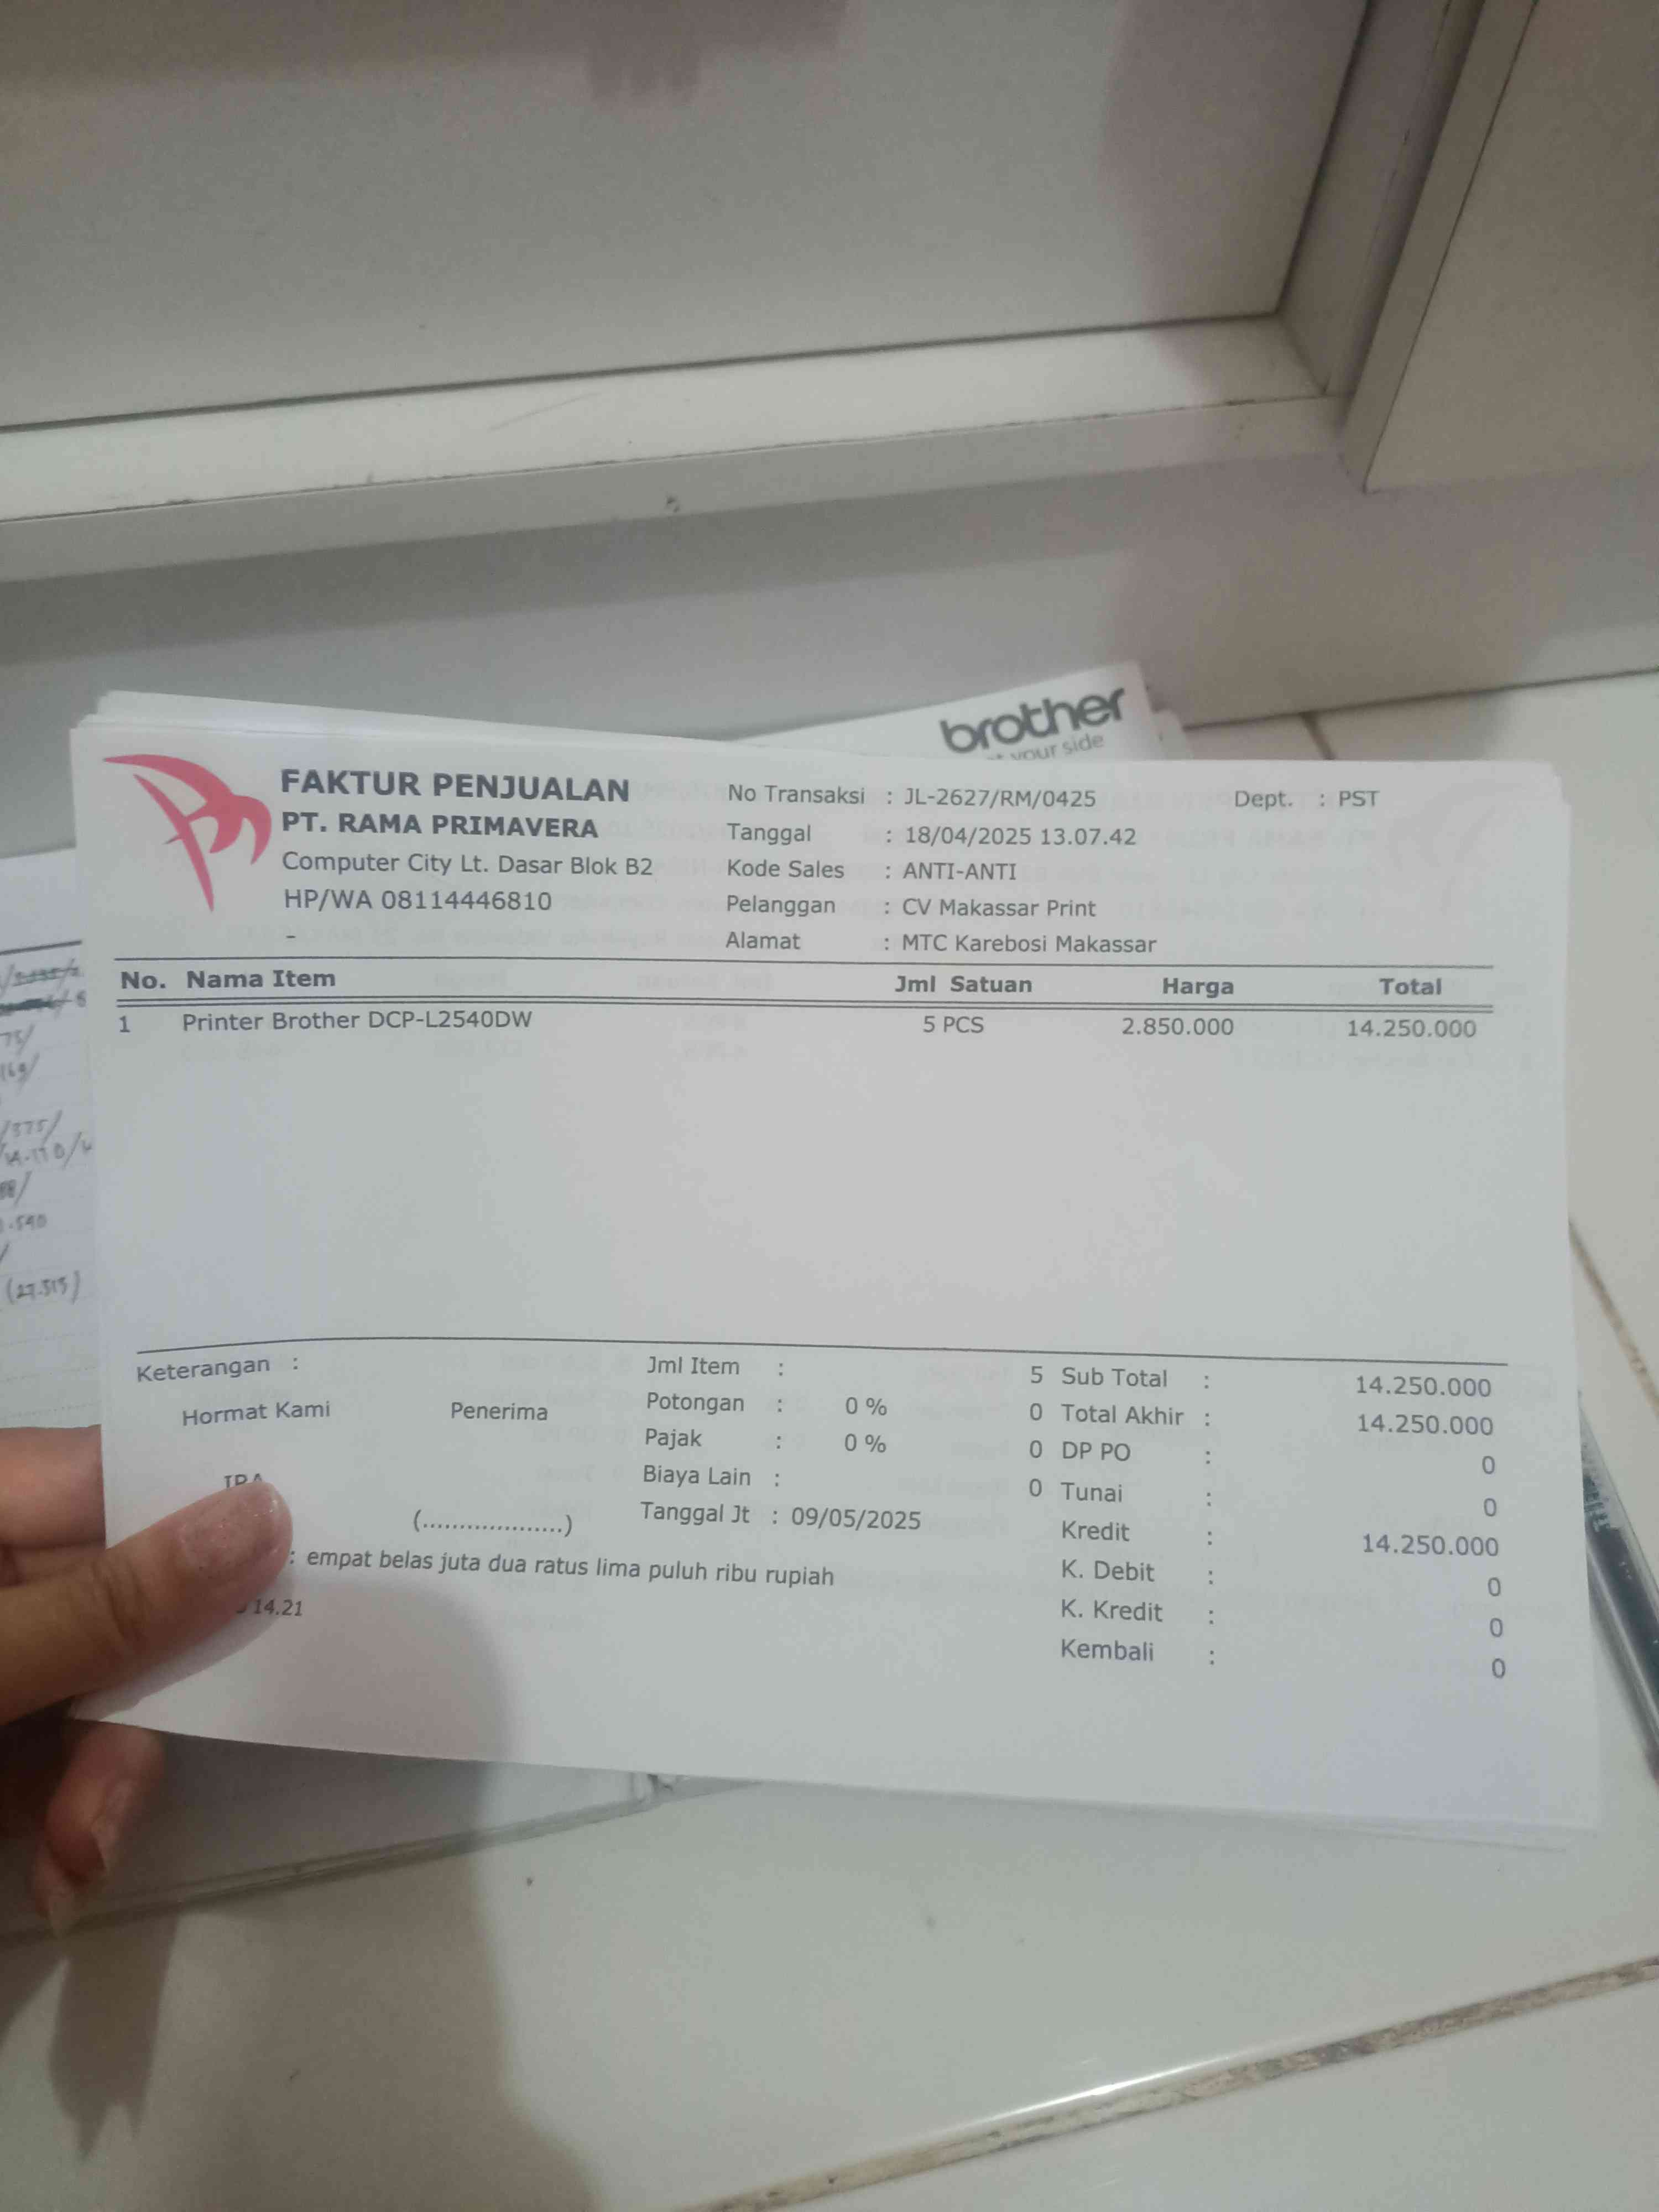 brother
your side
FAKTUR PENJUALAN
PT. RAMA PRIMAVERA
Computer City Lt. Dasar Blok B2
HP/WA 08114446810
-
No Transaksi : JL-2627/RM/0425 Dept. : PST
Tanggal : 18/04/2025 13.07.42
Kode Sales : ANTI-ANTI
Pelanggan : CV Makassar Print
Alamat : MTC Karebosi Makassar
No. Nama Item Jml Satuan Harga Total
1 Printer Brother DCP-L2540DW 5 PCS 2.850.000 14.250.000
Keterangan :
Hormat Kami Penerima
IRA
(...................)
: empat belas juta dua ratus lima puluh ribu rupiah
14.21
Jml Item : 5
Potongan : 0 % 0
Pajak : 0 % 0
Biaya Lain : 0
Tanggal Jt : 09/05/2025
Sub Total : 14.250.000
Total Akhir : 14.250.000
DP PO : 0
Tunai : 0
Kredit : 14.250.000
K. Debit : 0
K. Kredit : 0
Kembali : 0
(27.515)